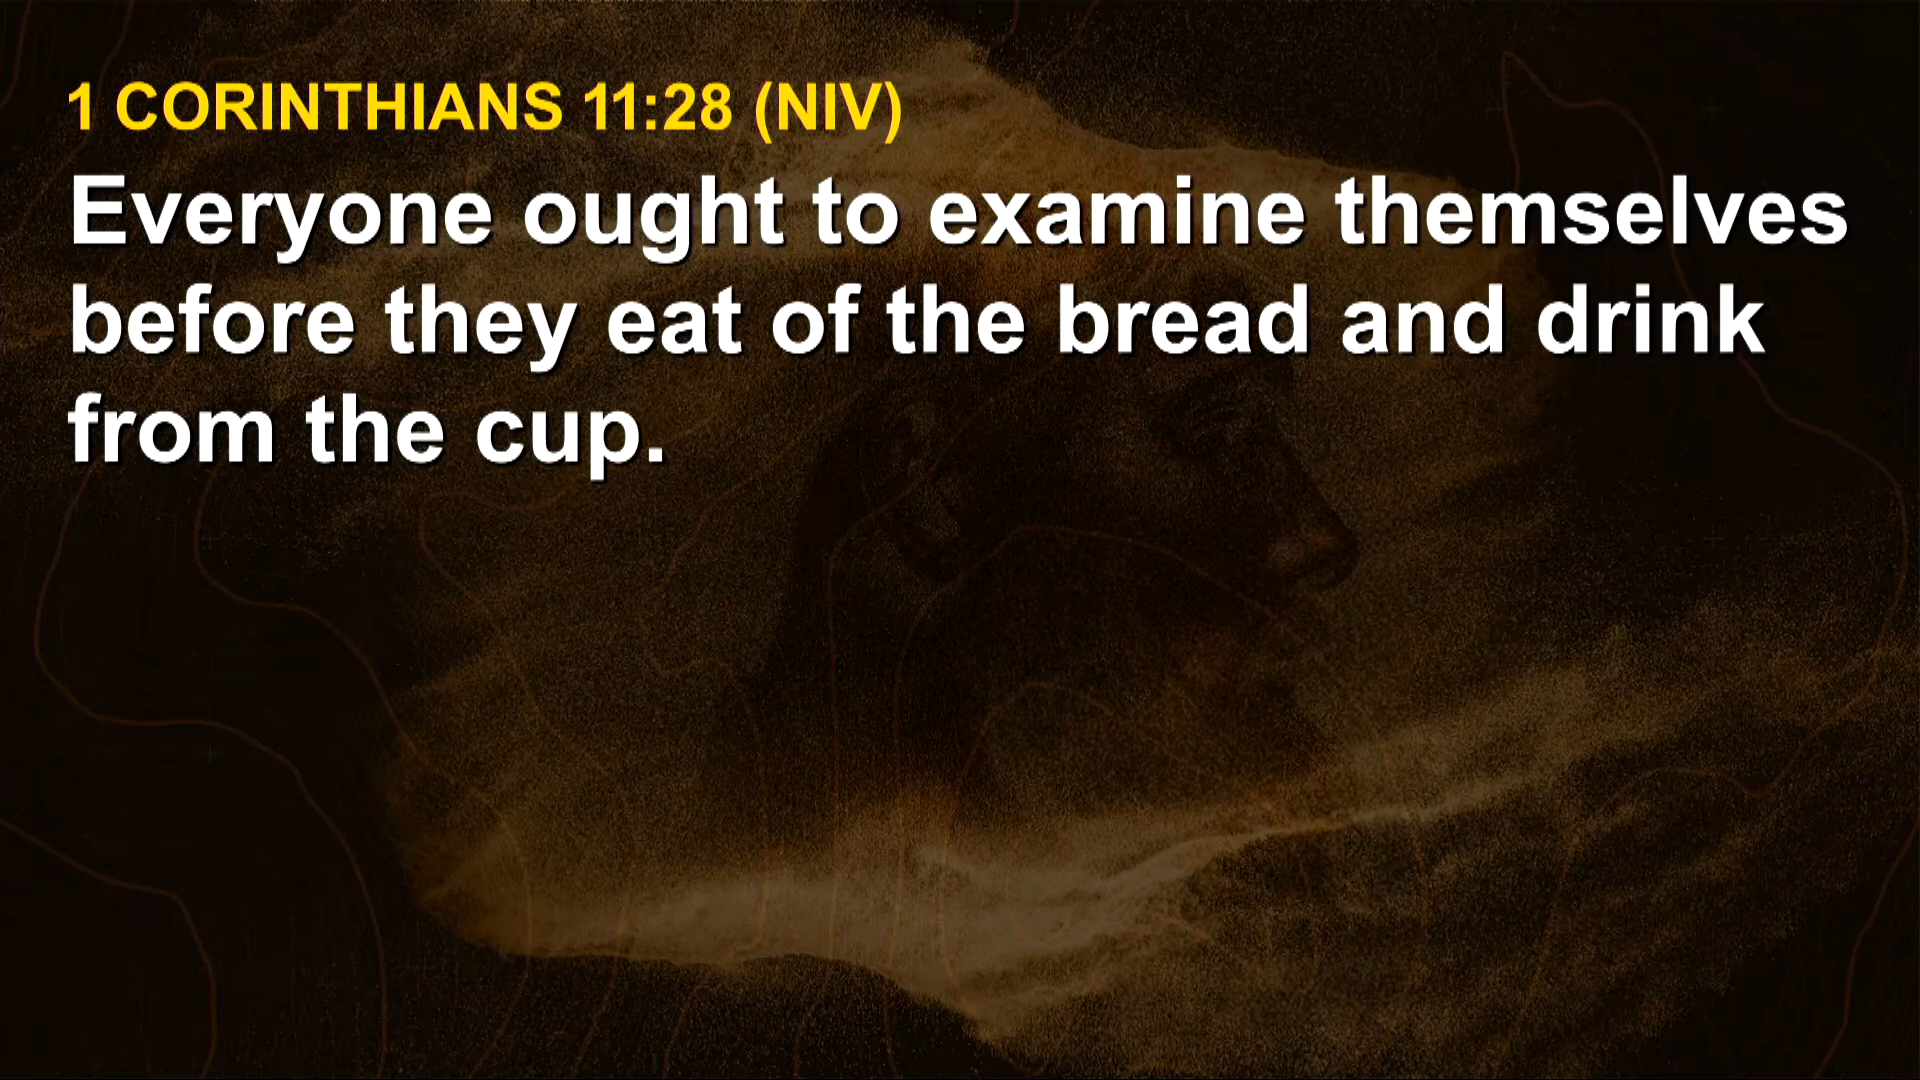 1 CORINTHIANS 11:28 (NIV)
Everyone ought to examine themselves
before they eat of the bread and drink
from the cup.